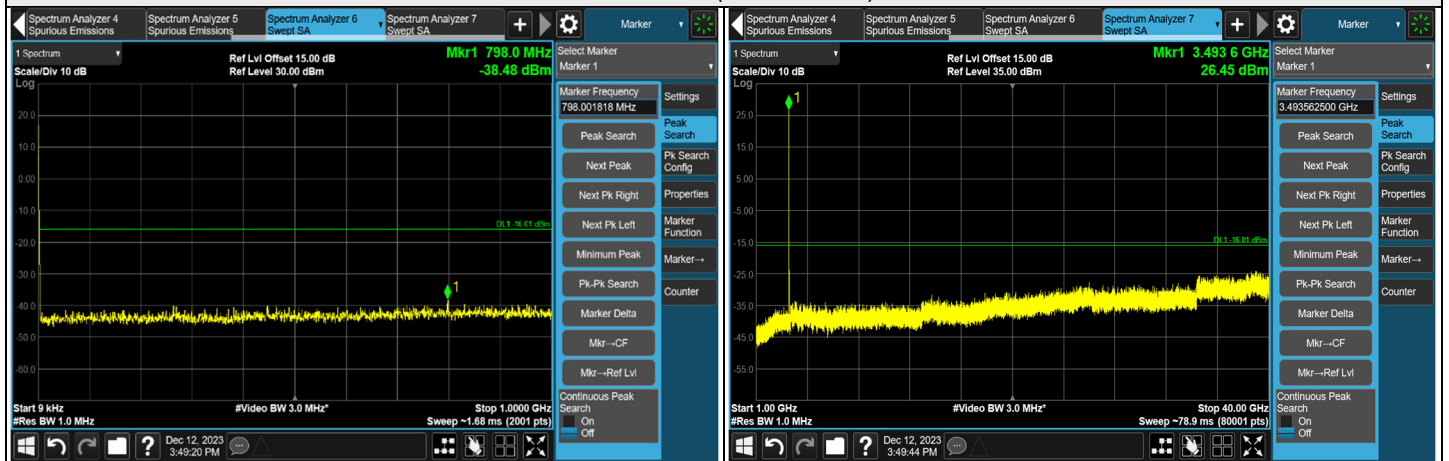 Spectrum Analyzer 4
Spurious Emissions
Spectrum Analyzer 5
Spurious Emissions
Spectrum Analyzer 6
Swept SA
Spectrum Analyzer 7
Swept SA
Marker
1 Spectrum
Scale/Div 10 dB
Log
Ref Lvl Offset 15.00 dB
Ref Level 30.00 dBm
Mkr1 798.0 MHz
-38.48 dBm
20.0
10.0
0.00
-10.0
-20.0
-30.0
-40.0
-50.0
-60.0
DL1 -16.01 dBm
1
Start 9 kHz
#Res BW 1.0 MHz
#Video BW 3.0 MHz*
Stop 1.0000 GHz
Sweep ~1.68 ms (2001 pts)
Select Marker
Marker 1
Marker Frequency
798.001818 MHz
Peak Search
Next Peak
Next Pk Right
Next Pk Left
Minimum Peak
Pk-Pk Search
Marker Delta
Mkr→CF
Mkr→Ref Lvl
Continuous Peak
Search
On
Off
Settings
Peak
Search
Pk Search
Config
Properties
Marker
Function
Marker→
Counter
?
Dec 12, 2023
3:49:20 PM
Spectrum Analyzer 4
Spurious Emissions
Spectrum Analyzer 5
Spurious Emissions
Spectrum Analyzer 6
Swept SA
Spectrum Analyzer 7
Swept SA
Marker
1 Spectrum
Scale/Div 10 dB
Log
Ref Lvl Offset 15.00 dB
Ref Level 35.00 dBm
Mkr1 3.493 6 GHz
26.45 dBm
25.0
15.0
5.00
-5.00
-15.0
-25.0
-35.0
-45.0
-55.0
DL1 -16.01 dBm
1
Start 1.00 GHz
#Res BW 1.0 MHz
#Video BW 3.0 MHz*
Stop 40.00 GHz
Sweep ~78.9 ms (80001 pts)
Select Marker
Marker 1
Marker Frequency
3.493562500 GHz
Peak Search
Next Peak
Next Pk Right
Next Pk Left
Minimum Peak
Pk-Pk Search
Marker Delta
Mkr→CF
Mkr→Ref Lvl
Continuous Peak
Search
On
Off
Settings
Peak
Search
Pk Search
Config
Properties
Marker
Function
Marker→
Counter
?
Dec 12, 2023
3:49:44 PM